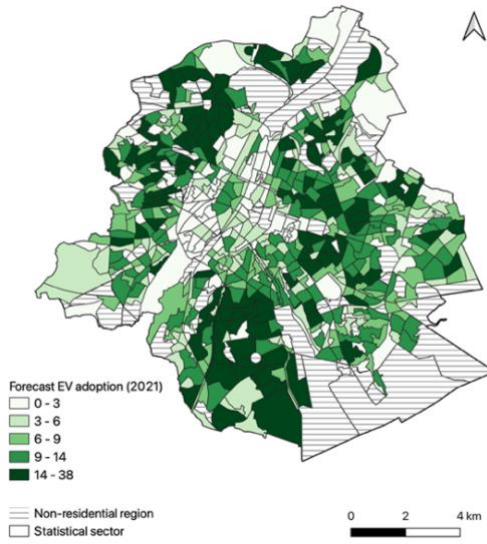 Forecast EV adoption (2021)
0 - 3
3 - 6
6 - 9
9 - 14
14 - 38
Non-residential region
Statistical sector
0 2 4 km